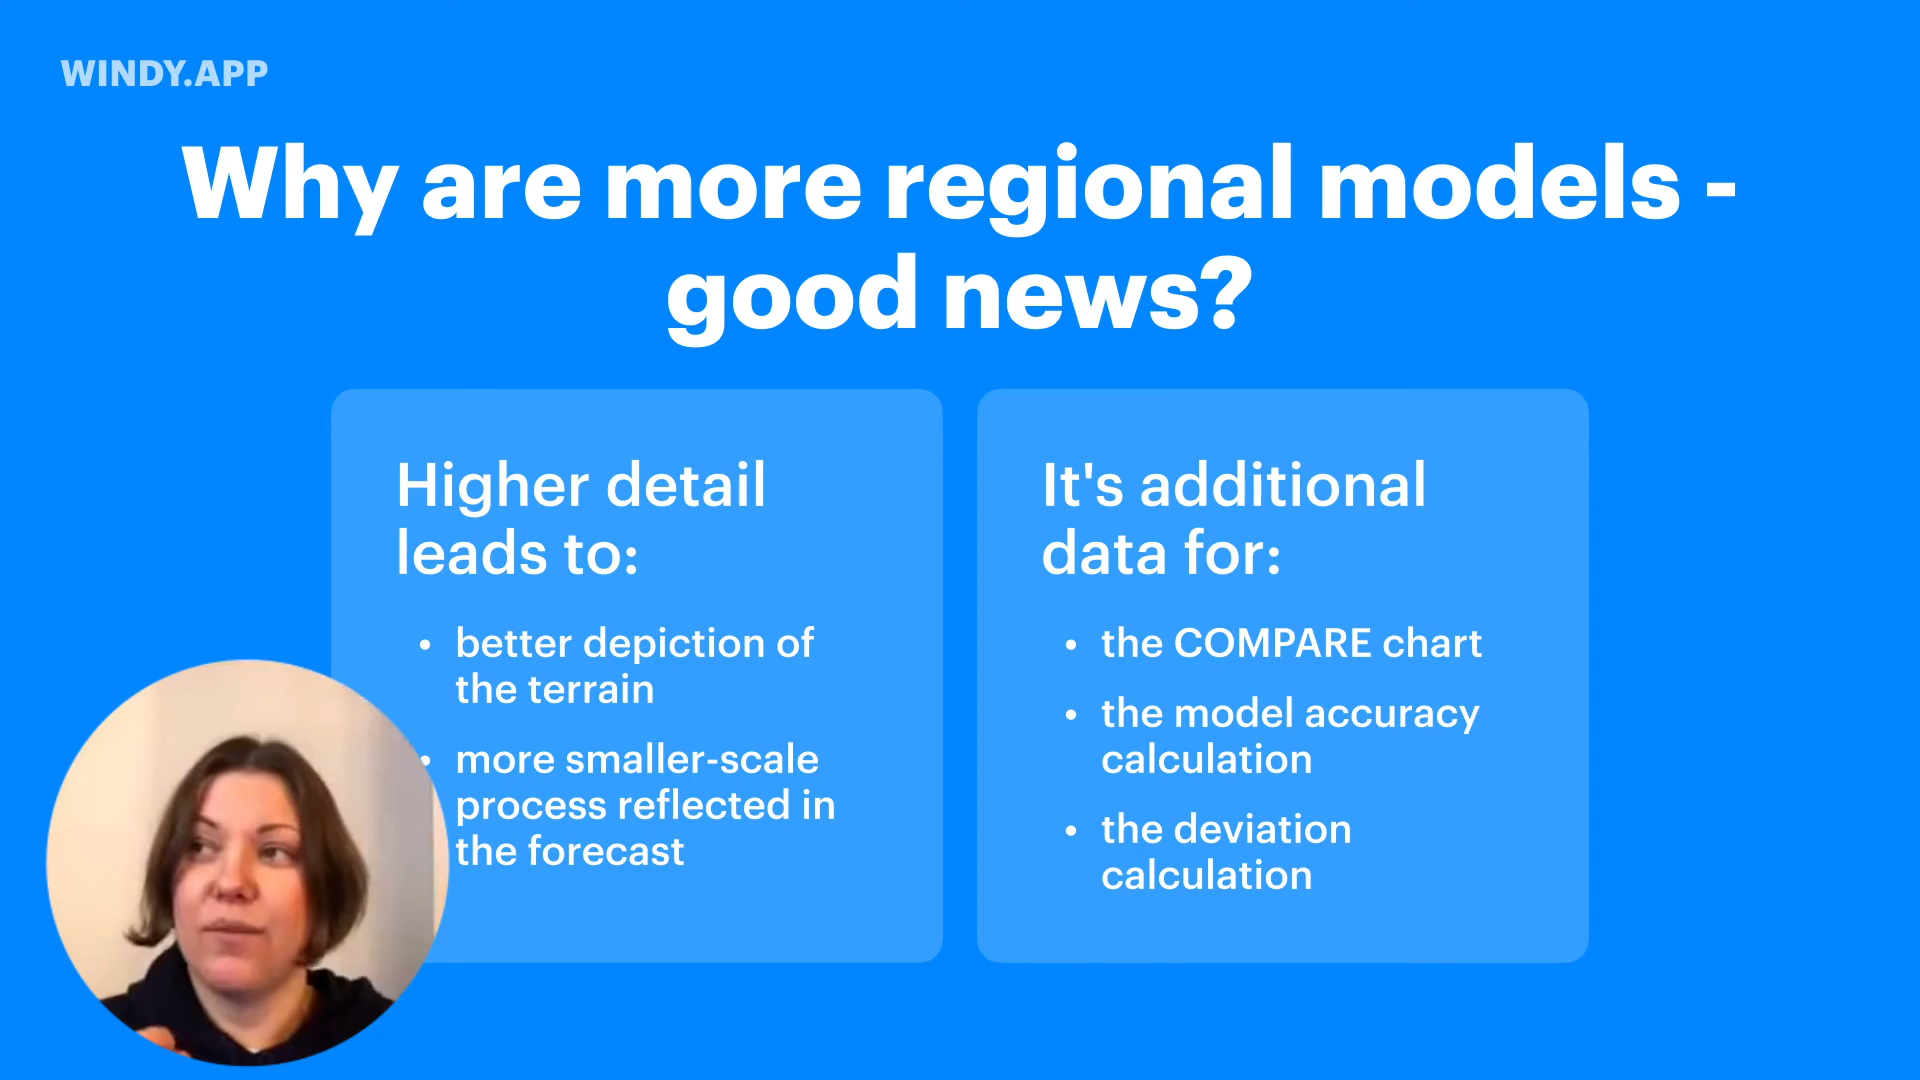 WINDY.APP
Why are more regional models -
good news?
Higher detail
leads to:
• better depiction of
the terrain
• more smaller-scale
process reflected in
the forecast
It's additional
data for:
• the COMPARE chart
• the model accuracy
calculation
• the deviation
calculation